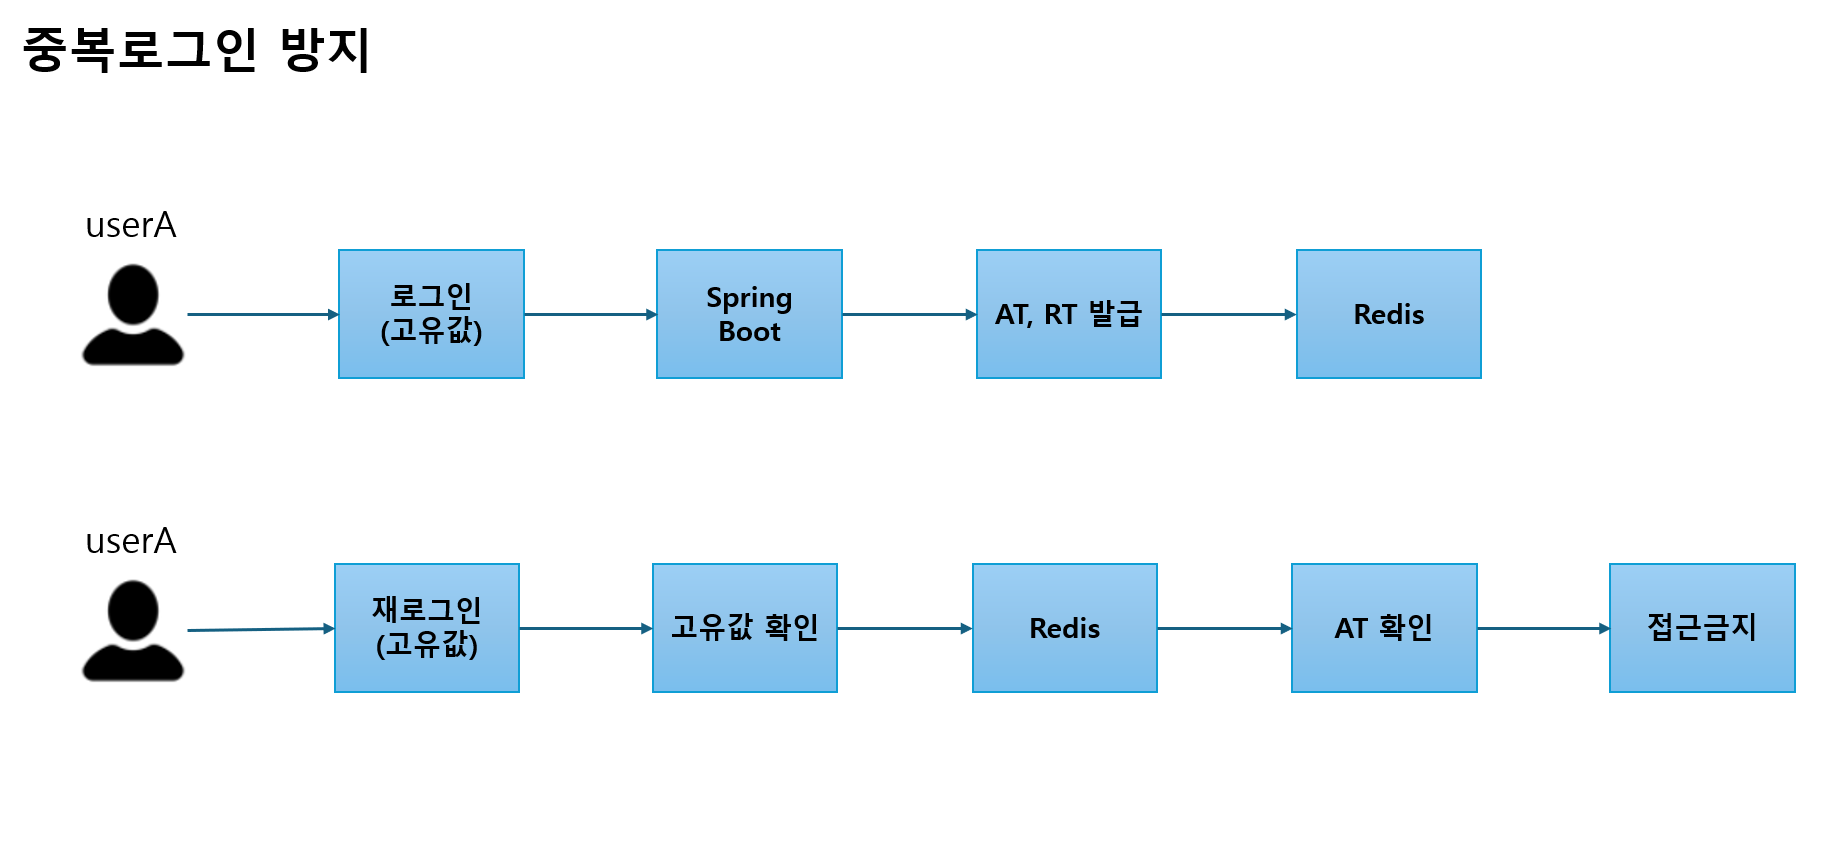 중복로그인 방지
userA
로그인
(고유값)
Spring
Boot
AT, RT 발급
Redis
userA
재로그인
(고유값)
고유값 확인
Redis
AT 확인
접근금지